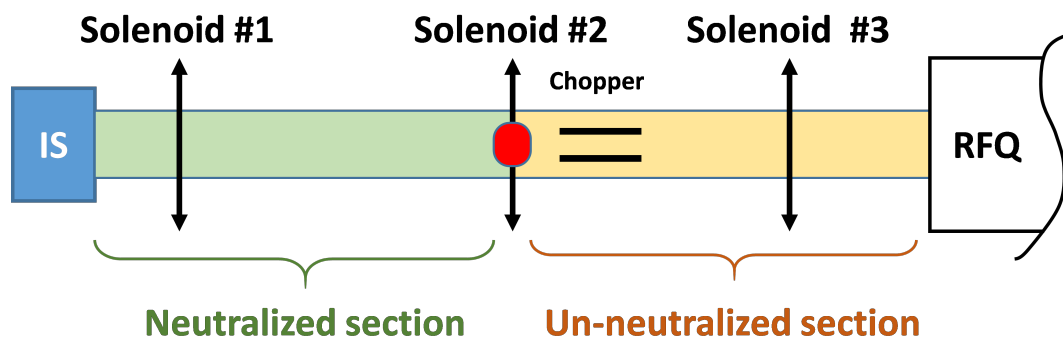 Solenoid #1
Solenoid #2
Solenoid #3
Chopper
IS
RFQ
Neutralized section
Un-neutralized section